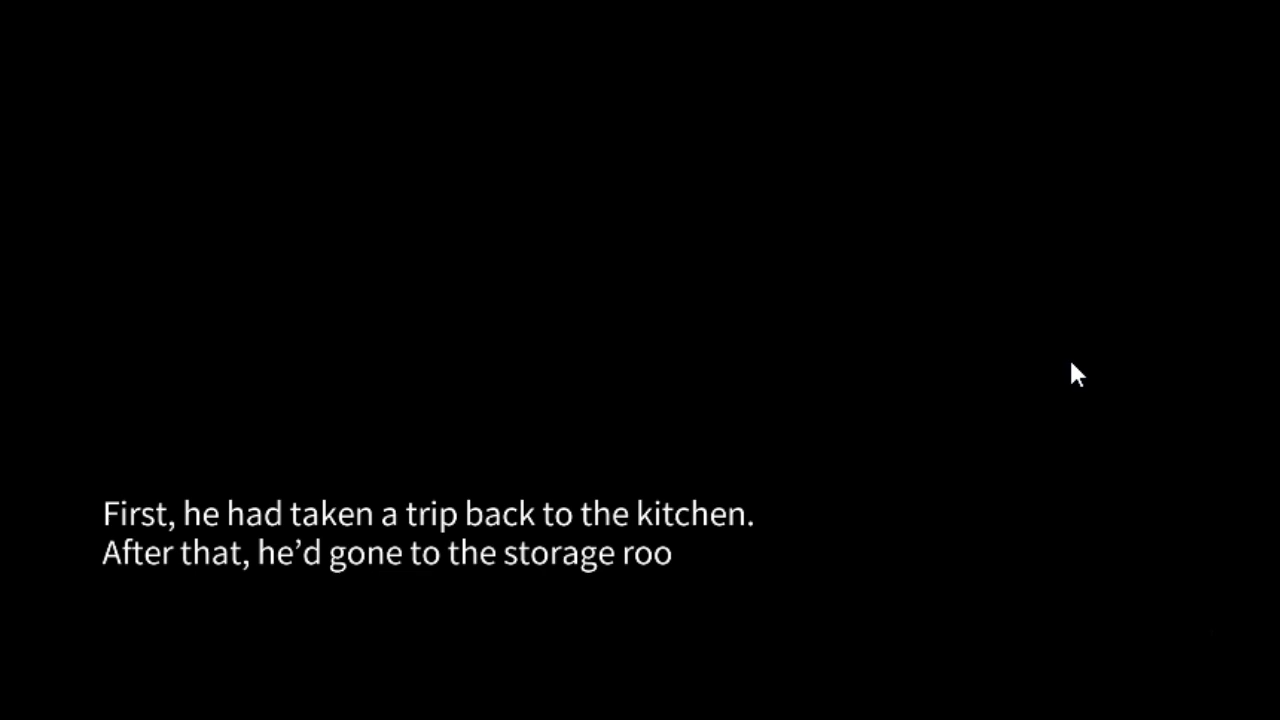 First, he had taken a trip back to the kitchen.
After that, he’d gone to the storage roo